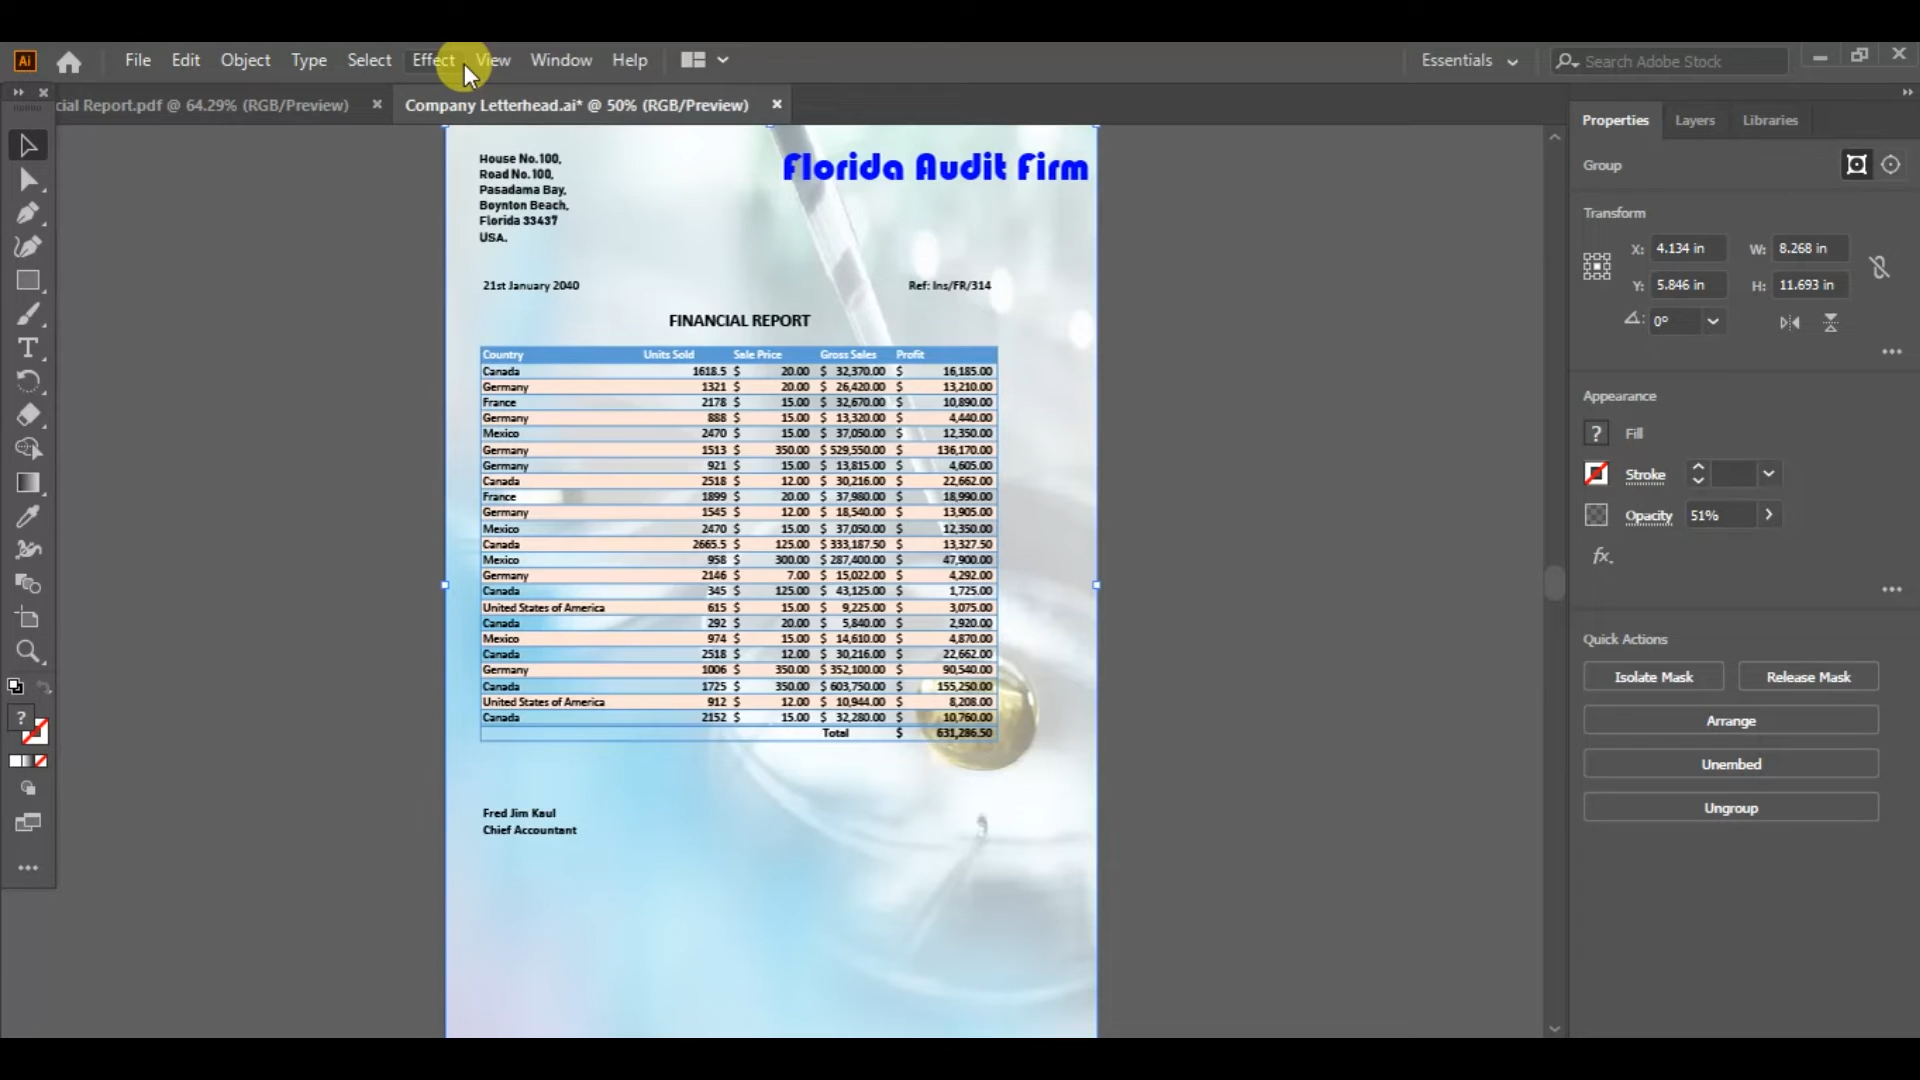 Ai File Edit Object Type Select Effect View Window Help Essentials Search Adobe Stock
cial Report.pdf @ 64.29% (RGB/Preview) × Company Letterhead.ai* @ 50% (RGB/Preview) ×
Properties Layers Libraries
House No.100,
Road No.100,
Pasadama Bay,
Boynton Beach,
Florida 33437
USA.
Florida Audit Firm
21st January 2040 Ref: Ins/FR/314
FINANCIAL REPORT
Country Units Sold Sale Price Gross Sales Profit
Canada 1618.5 $ 20.00 $ 32,370.00 $ 16,185.00
Germany 1321 $ 20.00 $ 26,420.00 $ 13,210.00
France 2178 $ 15.00 $ 32,670.00 $ 10,890.00
Germany 888 $ 15.00 $ 13,320.00 $ 4,440.00
Mexico 2470 $ 15.00 $ 37,050.00 $ 12,350.00
Germany 1513 $ 350.00 $ 529,550.00 $ 136,170.00
Germany 921 $ 15.00 $ 13,815.00 $ 4,605.00
Canada 2518 $ 12.00 $ 30,216.00 $ 22,662.00
France 1899 $ 20.00 $ 37,980.00 $ 18,990.00
Germany 1545 $ 12.00 $ 18,540.00 $ 13,905.00
Mexico 2470 $ 15.00 $ 37,050.00 $ 12,350.00
Canada 2665.5 $ 125.00 $ 333,187.50 $ 13,327.50
Mexico 958 $ 300.00 $ 287,400.00 $ 47,900.00
Germany 2146 $ 7.00 $ 15,022.00 $ 4,292.00
Canada 345 $ 125.00 $ 43,125.00 $ 1,725.00
United States of America 615 $ 15.00 $ 9,225.00 $ 3,075.00
Canada 292 $ 20.00 $ 5,840.00 $ 2,920.00
Mexico 974 $ 15.00 $ 14,610.00 $ 4,870.00
Canada 2518 $ 12.00 $ 30,216.00 $ 22,662.00
Germany 1006 $ 350.00 $ 352,100.00 $ 90,540.00
Canada 1725 $ 350.00 $ 603,750.00 $ 155,250.00
United States of America 912 $ 12.00 $ 10,944.00 $ 8,208.00
Canada 2152 $ 15.00 $ 32,280.00 $ 10,760.00
Total $ 631,286.50
Fred Jim Kaul
Chief Accountant
Group
Transform
X: 4.134 in W: 8.268 in
Y: 5.846 in H: 11.693 in
0°
Appearance
? Fill
Stroke
Opacity 51%
fx.
Quick Actions
Isolate Mask Release Mask
Arrange
Unembed
Ungroup
T
?